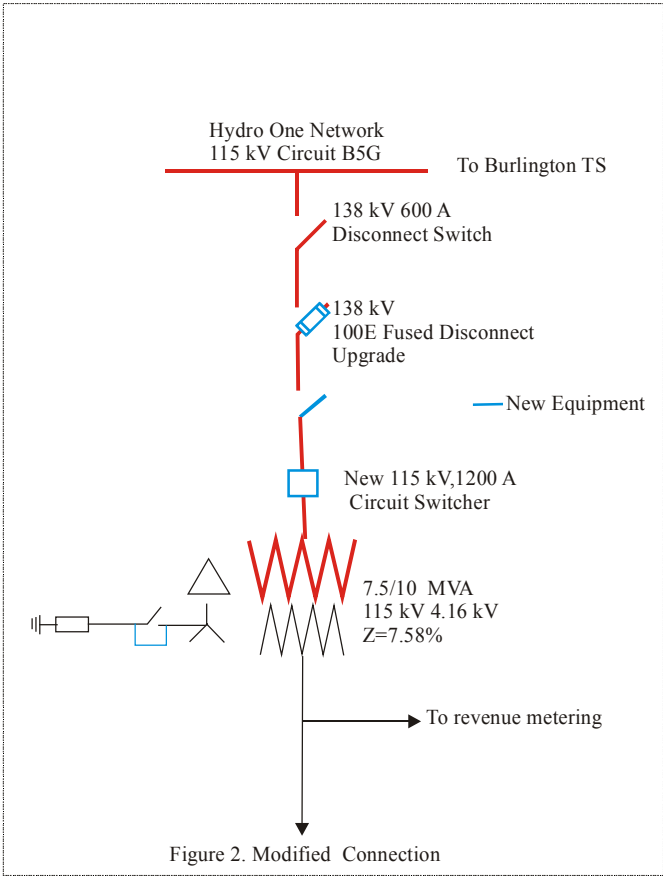 Hydro One Network
115 kV Circuit B5G
To Burlington TS
138 kV 600 A
Disconnect Switch
138 kV
100E Fused Disconnect
Upgrade
New Equipment
New 115 kV,1200 A
Circuit Switcher
7.5/10 MVA
115 kV 4.16 kV
Z=7.58%
To revenue metering
Figure 2. Modified Connection